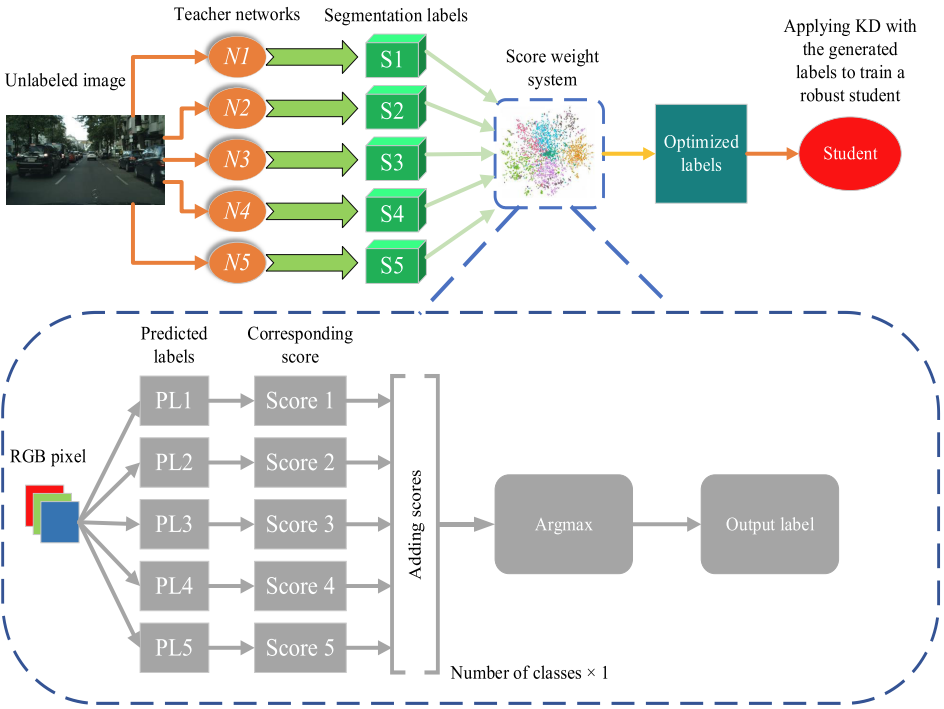 Teacher networks
Segmentation labels
Applying KD with
the generated
labels to train a
robust student
Unlabeled image
Score weight
system
N1
S1
N2
S2
N3
S3
N4
S4
N5
S5
Optimized
labels
Student
Predicted
labels
Corresponding
score
RGB pixel
PL1
Score 1
PL2
Score 2
PL3
Score 3
PL4
Score 4
PL5
Score 5
Adding scores
Argmax
Output label
Number of classes × 1